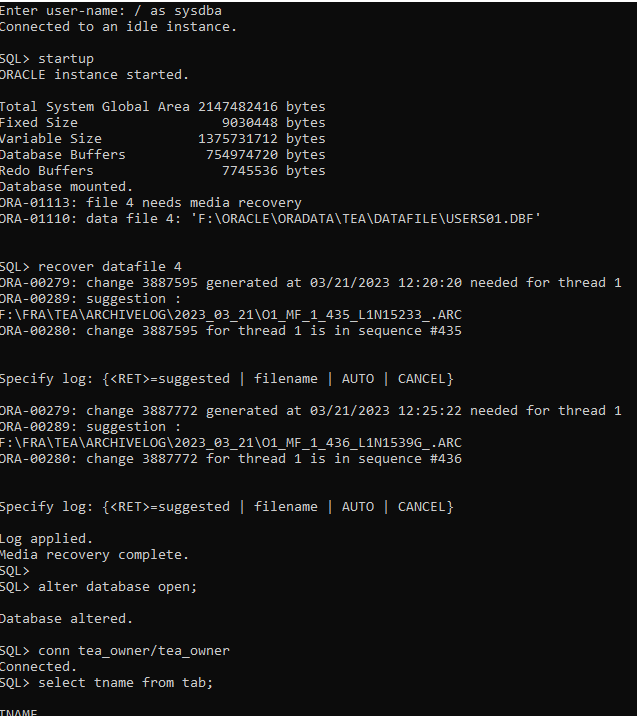 Enter user-name: / as sysdba
Connected to an idle instance.
SQL> startup
ORACLE instance started.
Total System Global Area 2147482416 bytes
Fixed Size 9030448 bytes
Variable Size 1375731712 bytes
Database Buffers 754974720 bytes
Redo Buffers 7745536 bytes
Database mounted.
ORA-01113: file 4 needs media recovery
ORA-01110: data file 4: 'F:\ORACLE\ORADATA\TEA\DATAFILE\USERS01.DBF'
SQL> recover datafile 4
ORA-00279: change 3887595 generated at 03/21/2023 12:20:20 needed for thread 1
ORA-00289: suggestion :
F:\FRA\TEA\ARCHIVELOG\2023_03_21\O1_MF_1_435_L1N15233_.ARC
ORA-00280: change 3887595 for thread 1 is in sequence #435
Specify log: {<RET>=suggested | filename | AUTO | CANCEL}
ORA-00279: change 3887772 generated at 03/21/2023 12:25:22 needed for thread 1
ORA-00289: suggestion :
F:\FRA\TEA\ARCHIVELOG\2023_03_21\O1_MF_1_436_L1N1539G_.ARC
ORA-00280: change 3887772 for thread 1 is in sequence #436
Specify log: {<RET>=suggested | filename | AUTO | CANCEL}
Log applied.
Media recovery complete.
SQL>
SQL> alter database open;
Database altered.
SQL> conn tea_owner/tea_owner
Connected.
SQL> select tname from tab;
TNAME